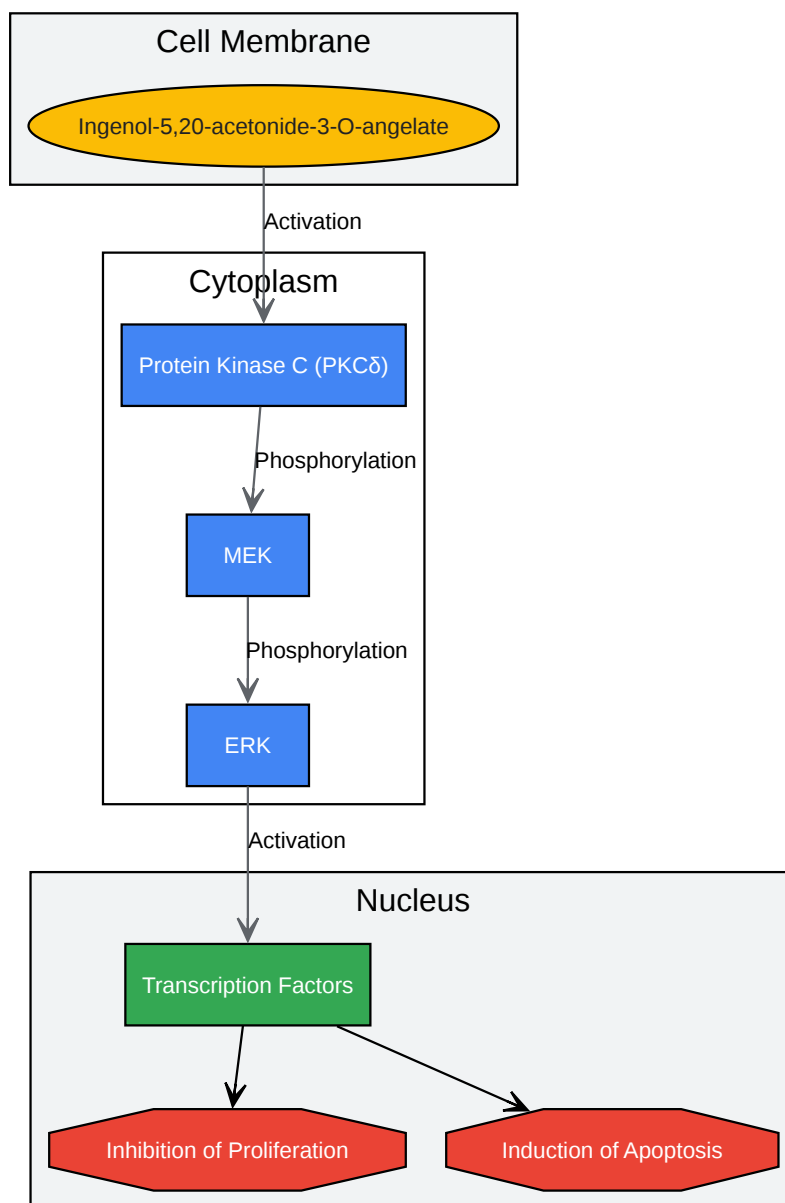 Cell Membrane
Ingenol-5,20-acetonide-3-O-angelate
Activation
Cytoplasm
Protein Kinase C (PKCδ)
Phosphorylation
MEK
Phosphorylation
ERK
Activation
Nucleus
Transcription Factors
Inhibition of Proliferation
Induction of Apoptosis